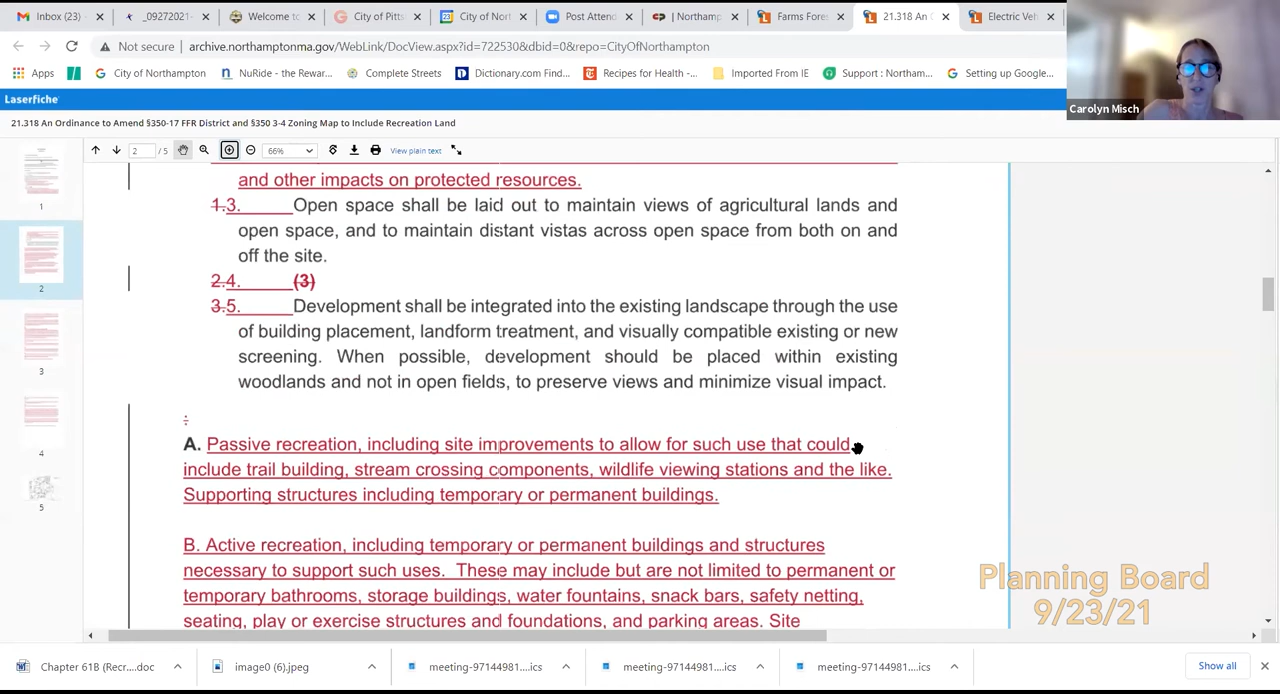 Inbox (3)
_09272021-
Welcome to
City of Pitts
City of Nort
Post Attend
| Northamp
Farms Fores
21.318 An O
Electric Veh
Not secure | archive.northamptonma.gov/WebLink/DocView.aspx?id=722530&dbid=0&repo=CityOfNorthampton
Apps
City of Northampton
NuRide - the Rewar...
Complete Streets
Dictionary.com Find...
Recipes for Health -...
Imported From IE
Support : Northam...
Setting up Google...
Carolyn Misch
Laserfiche
21.318 An Ordinance to Amend §350-17 FFR District and §350 3-4 Zoning Map to Include Recreation Land
2 / 5
66%
View plain text
1
2
3
4
5
and other impacts on protected resources.
1.3. Open space shall be laid out to maintain views of agricultural lands and
open space, and to maintain distant vistas across open space from both on and
off the site.
2.4. (3)
3.5. Development shall be integrated into the existing landscape through the use
of building placement, landform treatment, and visually compatible existing or new
screening. When possible, development should be placed within existing
woodlands and not in open fields, to preserve views and minimize visual impact.
:
A. Passive recreation, including site improvements to allow for such use that could
include trail building, stream crossing components, wildlife viewing stations and the like.
Supporting structures including temporary or permanent buildings.
B. Active recreation, including temporary or permanent buildings and structures
necessary to support such uses. These may include but are not limited to permanent or
temporary bathrooms, storage buildings, water fountains, snack bars, safety netting,
seating, play or exercise structures and foundations, and parking areas. Site
Planning Board
9/23/21
Chapter 61B (Recr....doc
image0 (6).jpeg
meeting-97144981....ics
meeting-97144981....ics
meeting-97144981....ics
Show all